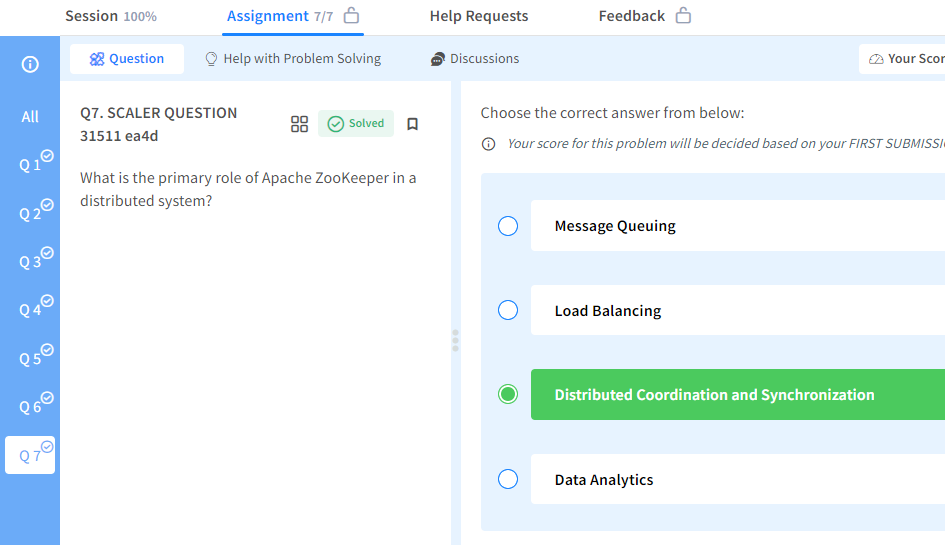 Session 100%
Assignment 7/7
Help Requests
Feedback
Question
Help with Problem Solving
Discussions
Your Scor
All
Q 1
Q 2
Q 3
Q 4
Q 5
Q 6
Q 7
Q7. SCALER QUESTION
31511 ea4d
Solved
What is the primary role of Apache ZooKeeper in a
distributed system?
Choose the correct answer from below:
Your score for this problem will be decided based on your FIRST SUBMISSI
Message Queuing
Load Balancing
Distributed Coordination and Synchronization
Data Analytics